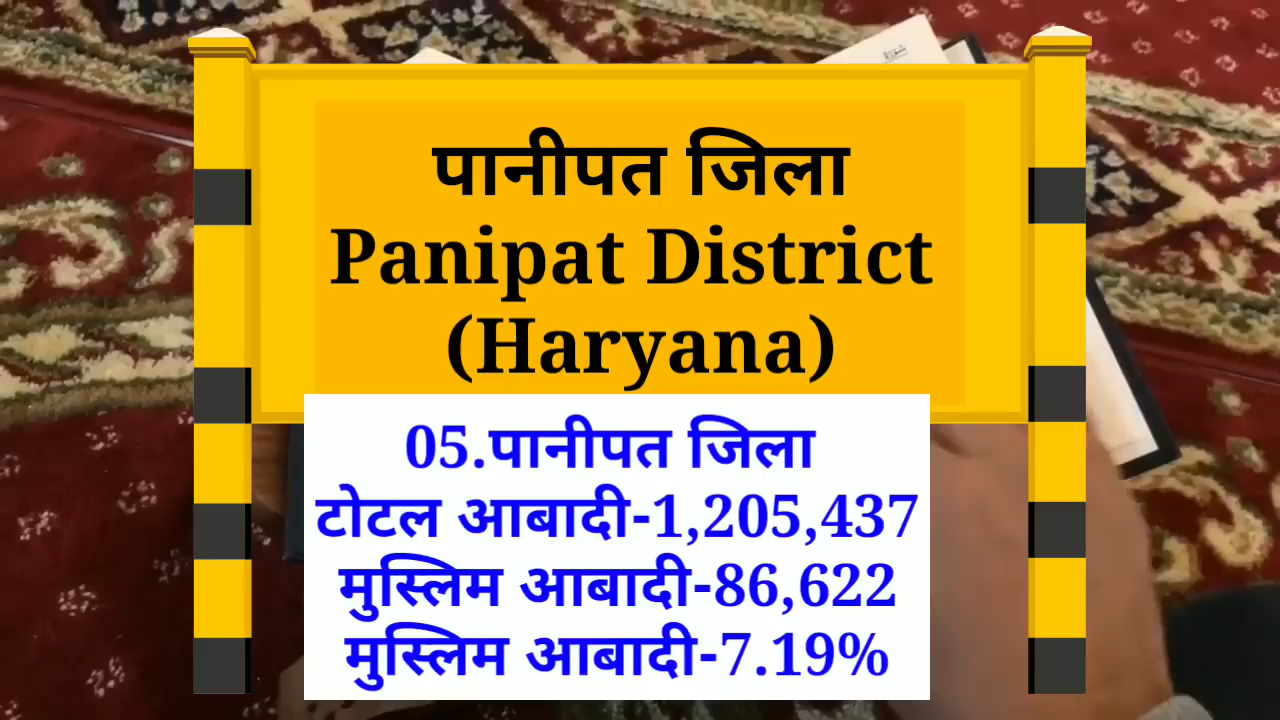 पानीपत जिला
Panipat District
(Haryana)
05.पानीपत जिला
टोटल आबादी-1,205,437
मुस्लिम आबादी-86,622
मुस्लिम आबादी-7.19%